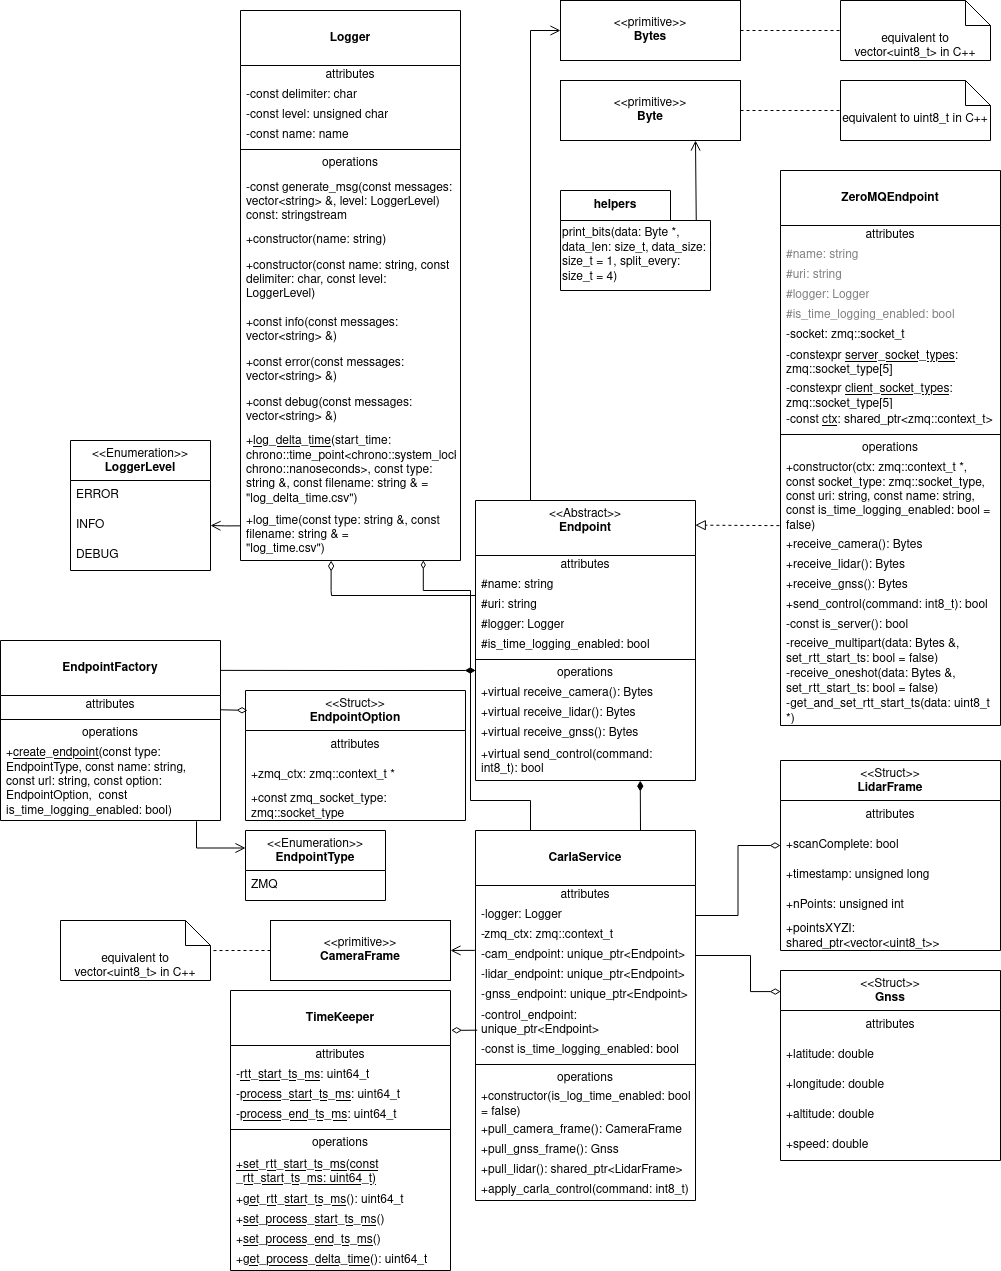 Logger
attributes
-const delimiter: char
-const level: unsigned char
-const name: name
operations
-const generate_msg(const messages:
vector<string> &, level: LoggerLevel)
const: stringstream
+constructor(name: string)
+constructor(const name: string, const
delimiter: char, const level:
LoggerLevel)
+const info(const messages:
vector<string> &)
+const error(const messages:
vector<string> &)
+const debug(const messages:
vector<string> &)
+log_delta_time(start_time:
chrono::time_point<chrono::system_locl
chrono::nanoseconds>, const type:
string &, const filename: string & =
"log_delta_time.csv")
+log_time(const type: string &, const
filename: string & =
"log_time.csv")
<<primitive>>
Bytes
equivalent to
vector<uint8_t> in C++
<<primitive>>
Byte
equivalent to uint8_t in C++
helpers
print_bits(data: Byte *,
data_len: size_t, data_size:
size_t = 1, split_every:
size_t = 4)
ZeroMQEndpoint
attributes
#name: string
#uri: string
#logger: Logger
#is_time_logging_enabled: bool
-socket: zmq::socket_t
-constexpr server_socket_types:
zmq::socket_type[5]
-constexpr client_socket_types:
zmq::socket_type[5]
-const ctx: shared_ptr<zmq::context_t>
operations
+constructor(ctx: zmq::context_t *,
const socket_type: zmq::socket_type,
const uri: string, const name: string,
const is_time_logging_enabled: bool =
false)
+receive_camera(): Bytes
+receive_lidar(): Bytes
+receive_gnss(): Bytes
+send_control(command: int8_t): bool
-const is_server(): bool
-receive_multipart(data: Bytes &,
set_rtt_start_ts: bool = false)
-receive_oneshot(data: Bytes &,
set_rtt_start_ts: bool = false)
-get_and_set_rtt_start_ts(data: uint8_t
*)
<<Enumeration>>
LoggerLevel
ERROR
INFO
DEBUG
<<Abstract>>
Endpoint
attributes
#name: string
#uri: string
#logger: Logger
#is_time_logging_enabled: bool
operations
+virtual receive_camera(): Bytes
+virtual receive_lidar(): Bytes
+virtual receive_gnss(): Bytes
+virtual send_control(command:
int8_t): bool
EndpointFactory
attributes
operations
+create_endpoint(const type:
EndpointType, const name: string,
const url: string, const option:
EndpointOption, const
is_time_logging_enabled: bool)
<<Struct>>
EndpointOption
attributes
+zmq_ctx: zmq::context_t *
+const zmq_socket_type:
zmq::socket_type
<<Enumeration>>
EndpointType
ZMQ
equivalent to
vector<uint8_t> in C++
<<primitive>>
CameraFrame
CarlaService
attributes
-logger: Logger
-zmq_ctx: zmq::context_t
-cam_endpoint: unique_ptr<Endpoint>
-lidar_endpoint: unique_ptr<Endpoint>
-gnss_endpoint: unique_ptr<Endpoint>
-control_endpoint:
unique_ptr<Endpoint>
-const is_time_logging_enabled: bool
operations
+constructor(is_log_time_enabled: bool
= false)
+pull_camera_frame(): CameraFrame
+pull_gnss_frame(): Gnss
+pull_lidar(): shared_ptr<LidarFrame>
+apply_carla_control(command: int8_t)
<<Struct>>
LidarFrame
attributes
+scanComplete: bool
+timestamp: unsigned long
+nPoints: unsigned int
+pointsXYZI:
shared_ptr<vector<uint8_t>>
<<Struct>>
Gnss
attributes
+latitude: double
+longitude: double
+altitude: double
+speed: double
TimeKeeper
attributes
-rtt_start_ts_ms: uint64_t
-process_start_ts_ms: uint64_t
-process_end_ts_ms: uint64_t
operations
+set_rtt_start_ts_ms(const
_rtt_start_ts_ms: uint64_t)
+get_rtt_start_ts_ms(): uint64_t
+set_process_start_ts_ms()
+set_process_end_ts_ms()
+get_process_delta_time(): uint64_t